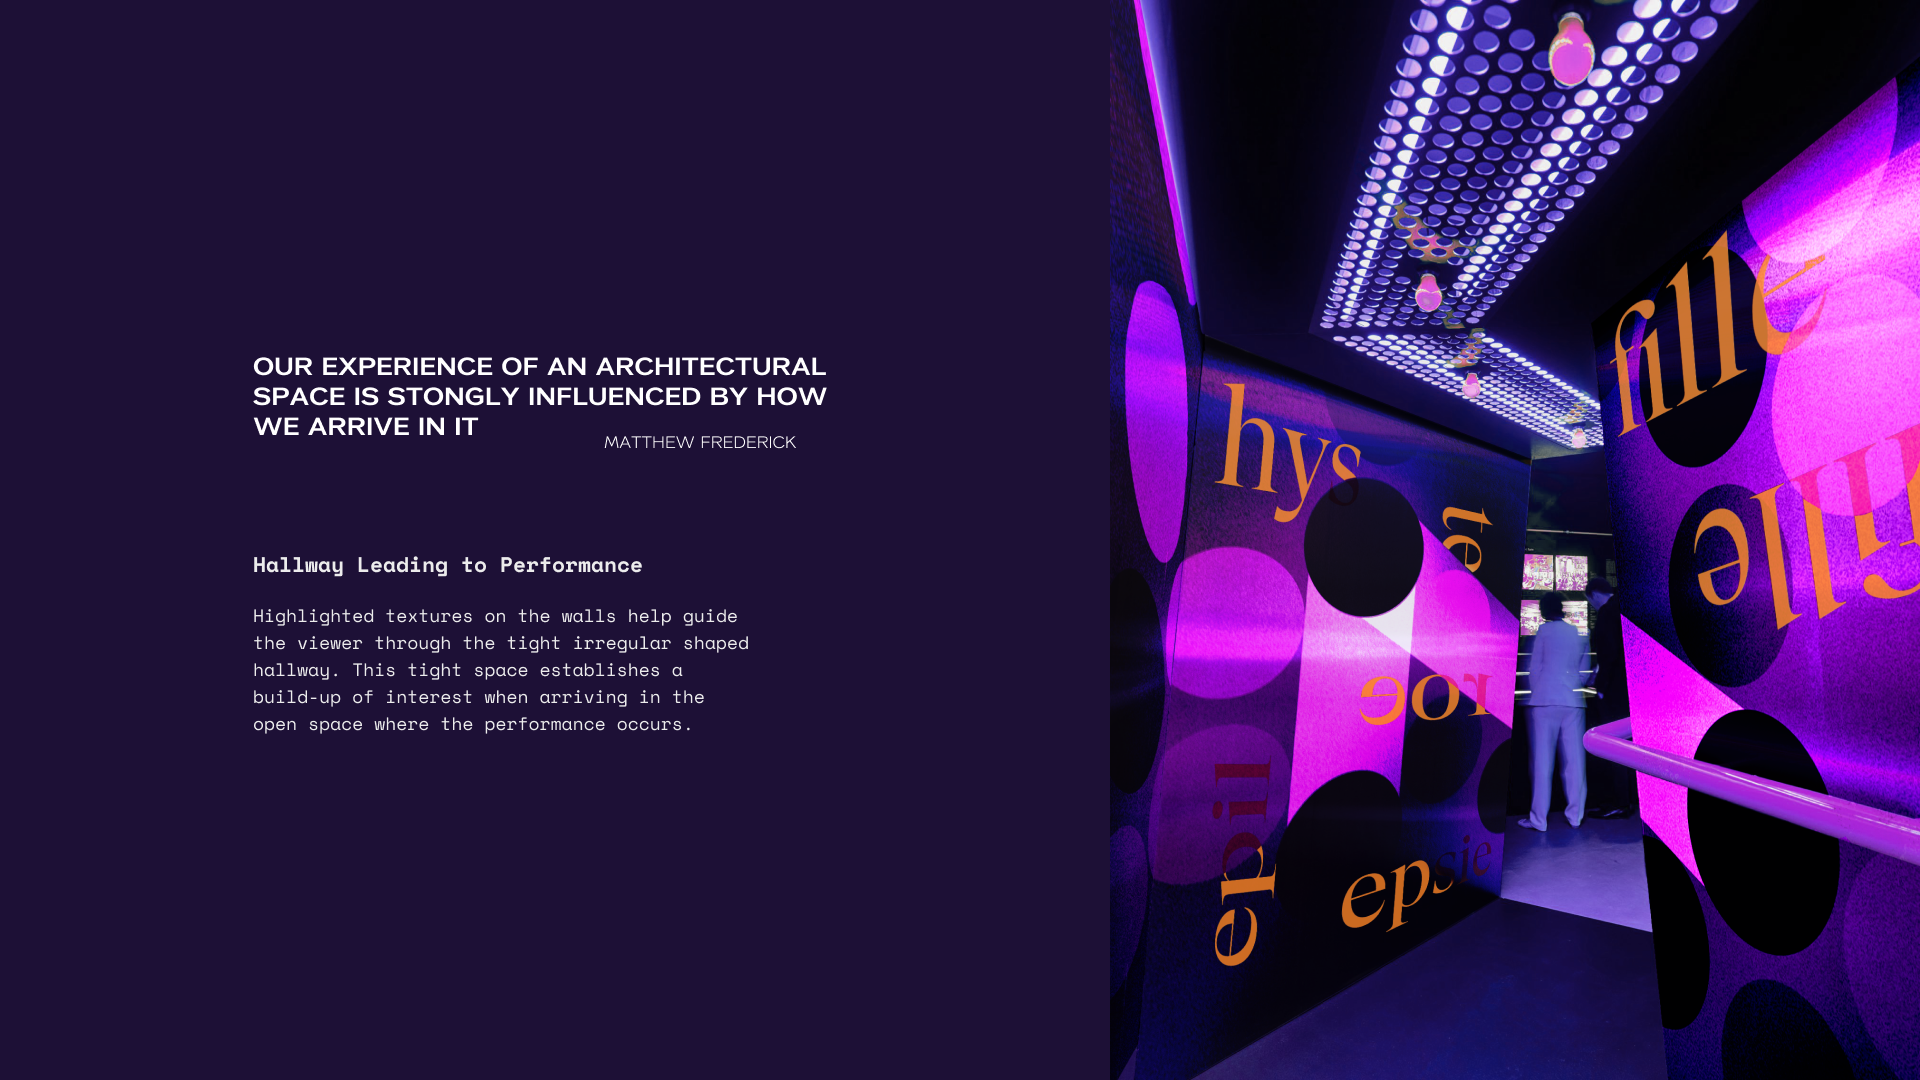 OUR EXPERIENCE OF AN ARCHITECTURAL
SPACE IS STONGLY INFLUENCED BY HOW
WE ARRIVE IN IT
MATTHEW FREDERICK
Hallway Leading to Performance
Highlighted textures on the walls help guide
the viewer through the tight irregular shaped
hallway. This tight space establishes a
build-up of interest when arriving in the
open space where the performance occurs.
hys
te
roe
epil
epsie
fille
fille